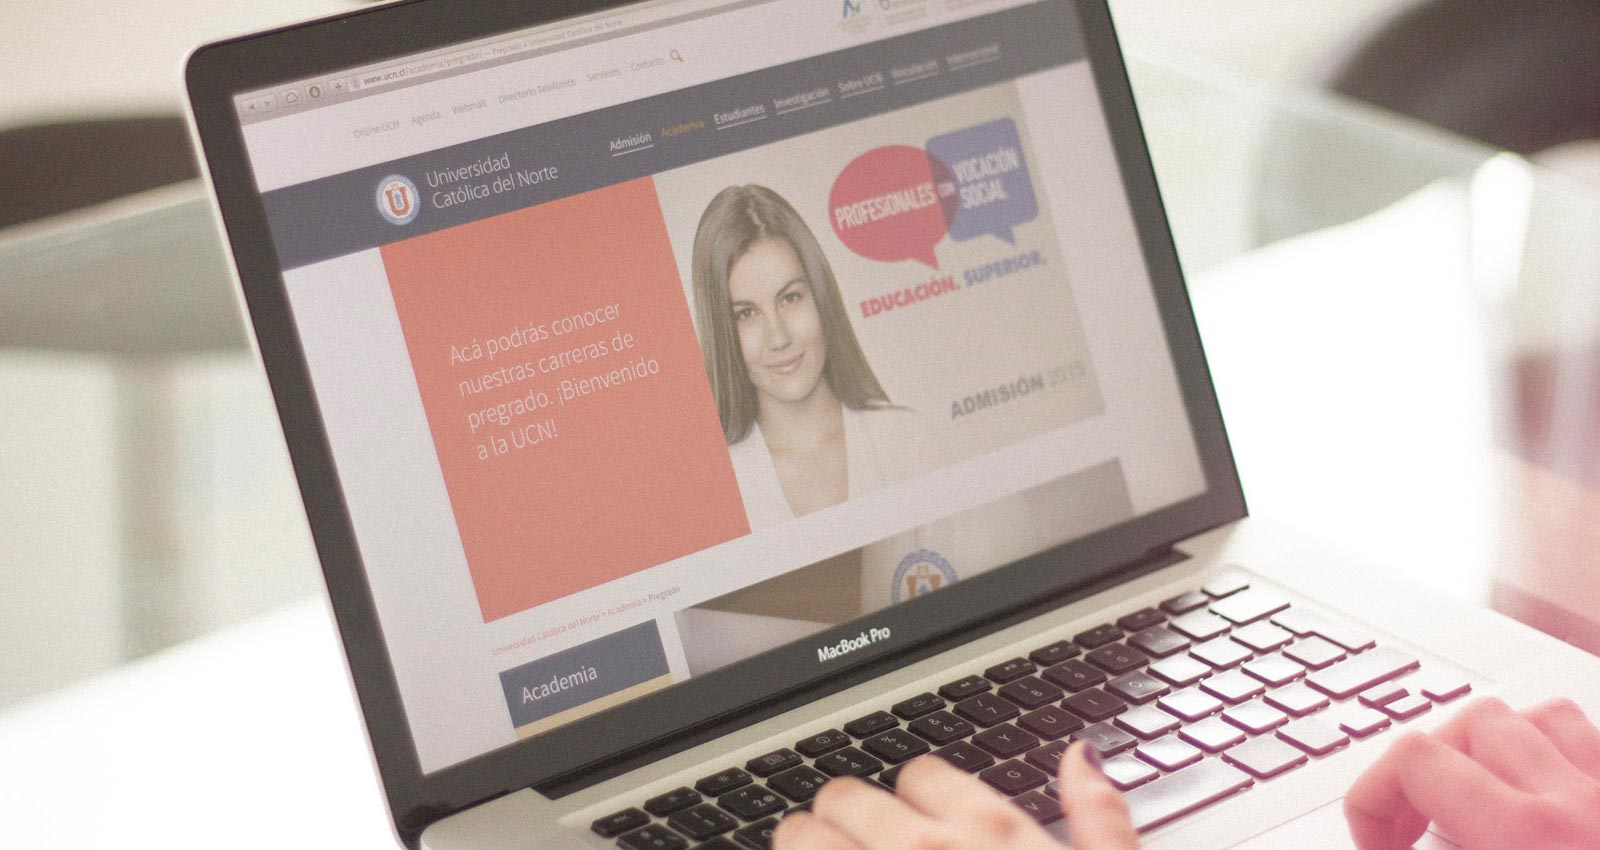 www.ucn.cl/academia/pregrado/ — Pregrado « Universidad Católica del Norte
Online UCN Agenda Webmail Directorio Telefónico Servicios Contacto
Universidad
Católica del Norte
Admisión Academia Estudiantes Investigación Sobre UCN Vinculación Internacional
Acá podrás conocer
nuestras carreras de
pregrado. ¡Bienvenido
a la UCN!
PROFESIONALES CON VOCACIÓN
SOCIAL
EDUCACIÓN. SUPERIOR.
ADMISIÓN 2015
Universidad Católica del Norte > Academia > Pregrado
Academia
MacBook Pro